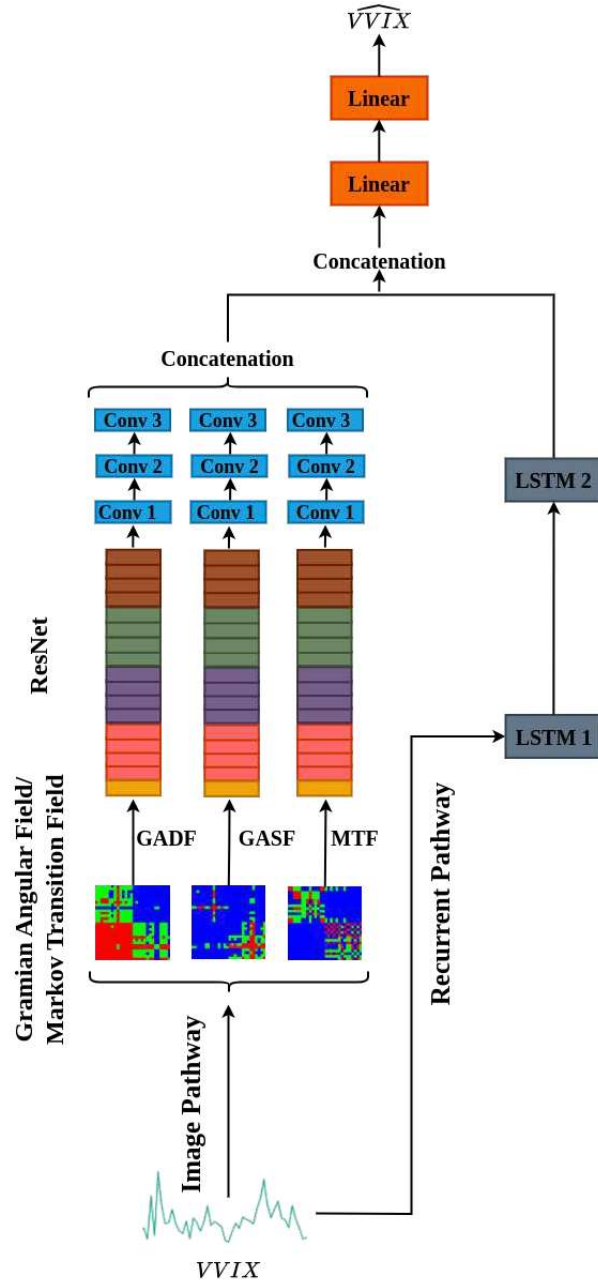 VVIX
Linear
Linear
Concatenation
Concatenation
Conv 3 Conv 3 Conv 3
Conv 2 Conv 2 Conv 2
Conv 1 Conv 1 Conv 1
LSTM 2
ResNet
LSTM 1
GADF GASF MTF
Gramian Angular Field/
Markov Transition Field
Recurrent Pathway
Image Pathway
VVIX